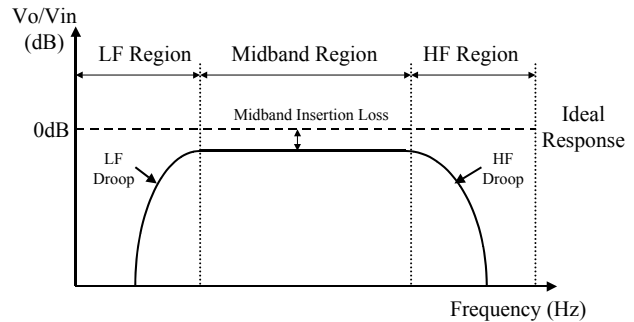 Vo/Vin
(dB)
LF Region
Midband Region
HF Region
Midband Insertion Loss
0dB
Ideal
Response
LF
Droop
HF
Droop
Frequency (Hz)